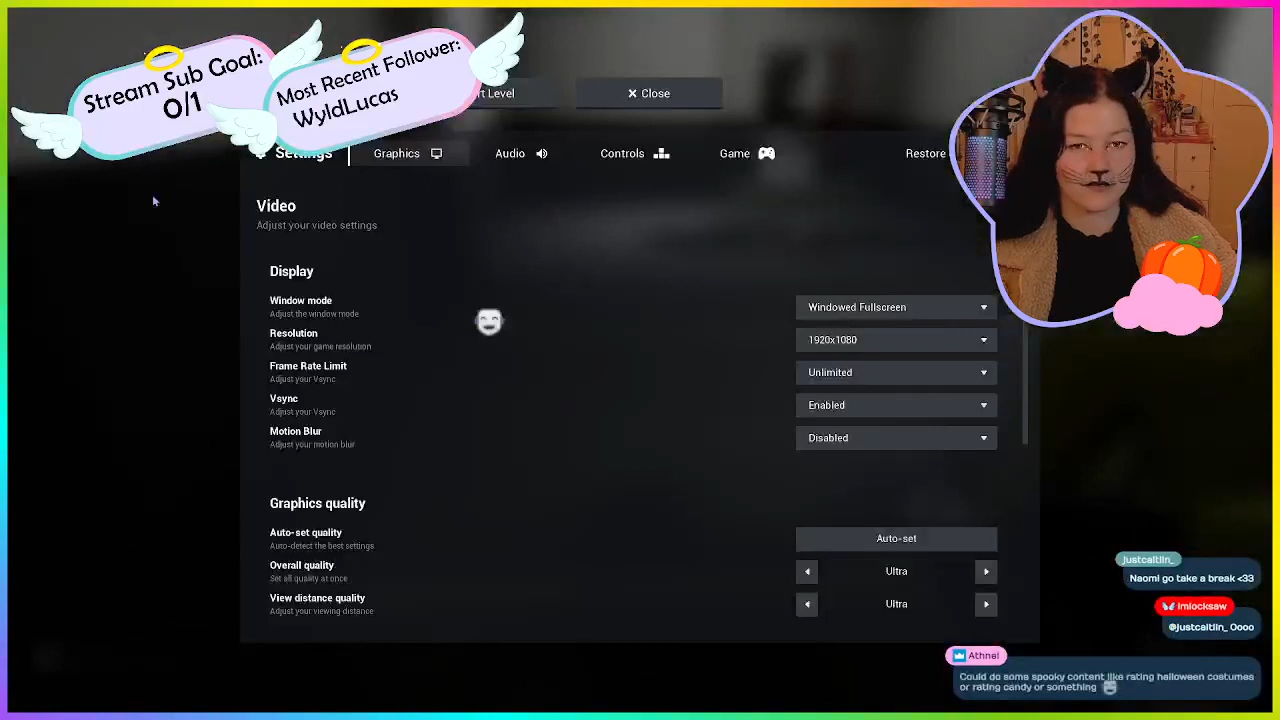 Stream Sub Goal:
0/1
Most Recent Follower:
WyldLucas
Level
Close
Settings
Graphics
Audio
Controls
Game
Restore
Video
Adjust your video settings
Display
Window mode
Adjust the window mode
Windowed Fullscreen
Resolution
Adjust your game resolution
1920x1080
Frame Rate Limit
Adjust your Vsync
Unlimited
Vsync
Adjust your Vsync
Enabled
Motion Blur
Adjust your motion blur
Disabled
Graphics quality
Auto-set quality
Auto-detect the best settings
Auto-set
Overall quality
Set all quality at once
Ultra
View distance quality
Adjust your viewing distance
Ultra
justcaitlin_
Naomi go take a break <33
imlocksaw
@justcaitlin_ Oooo
Athnel
Could do some spooky content like rating halloween costumes
or rating candy or something